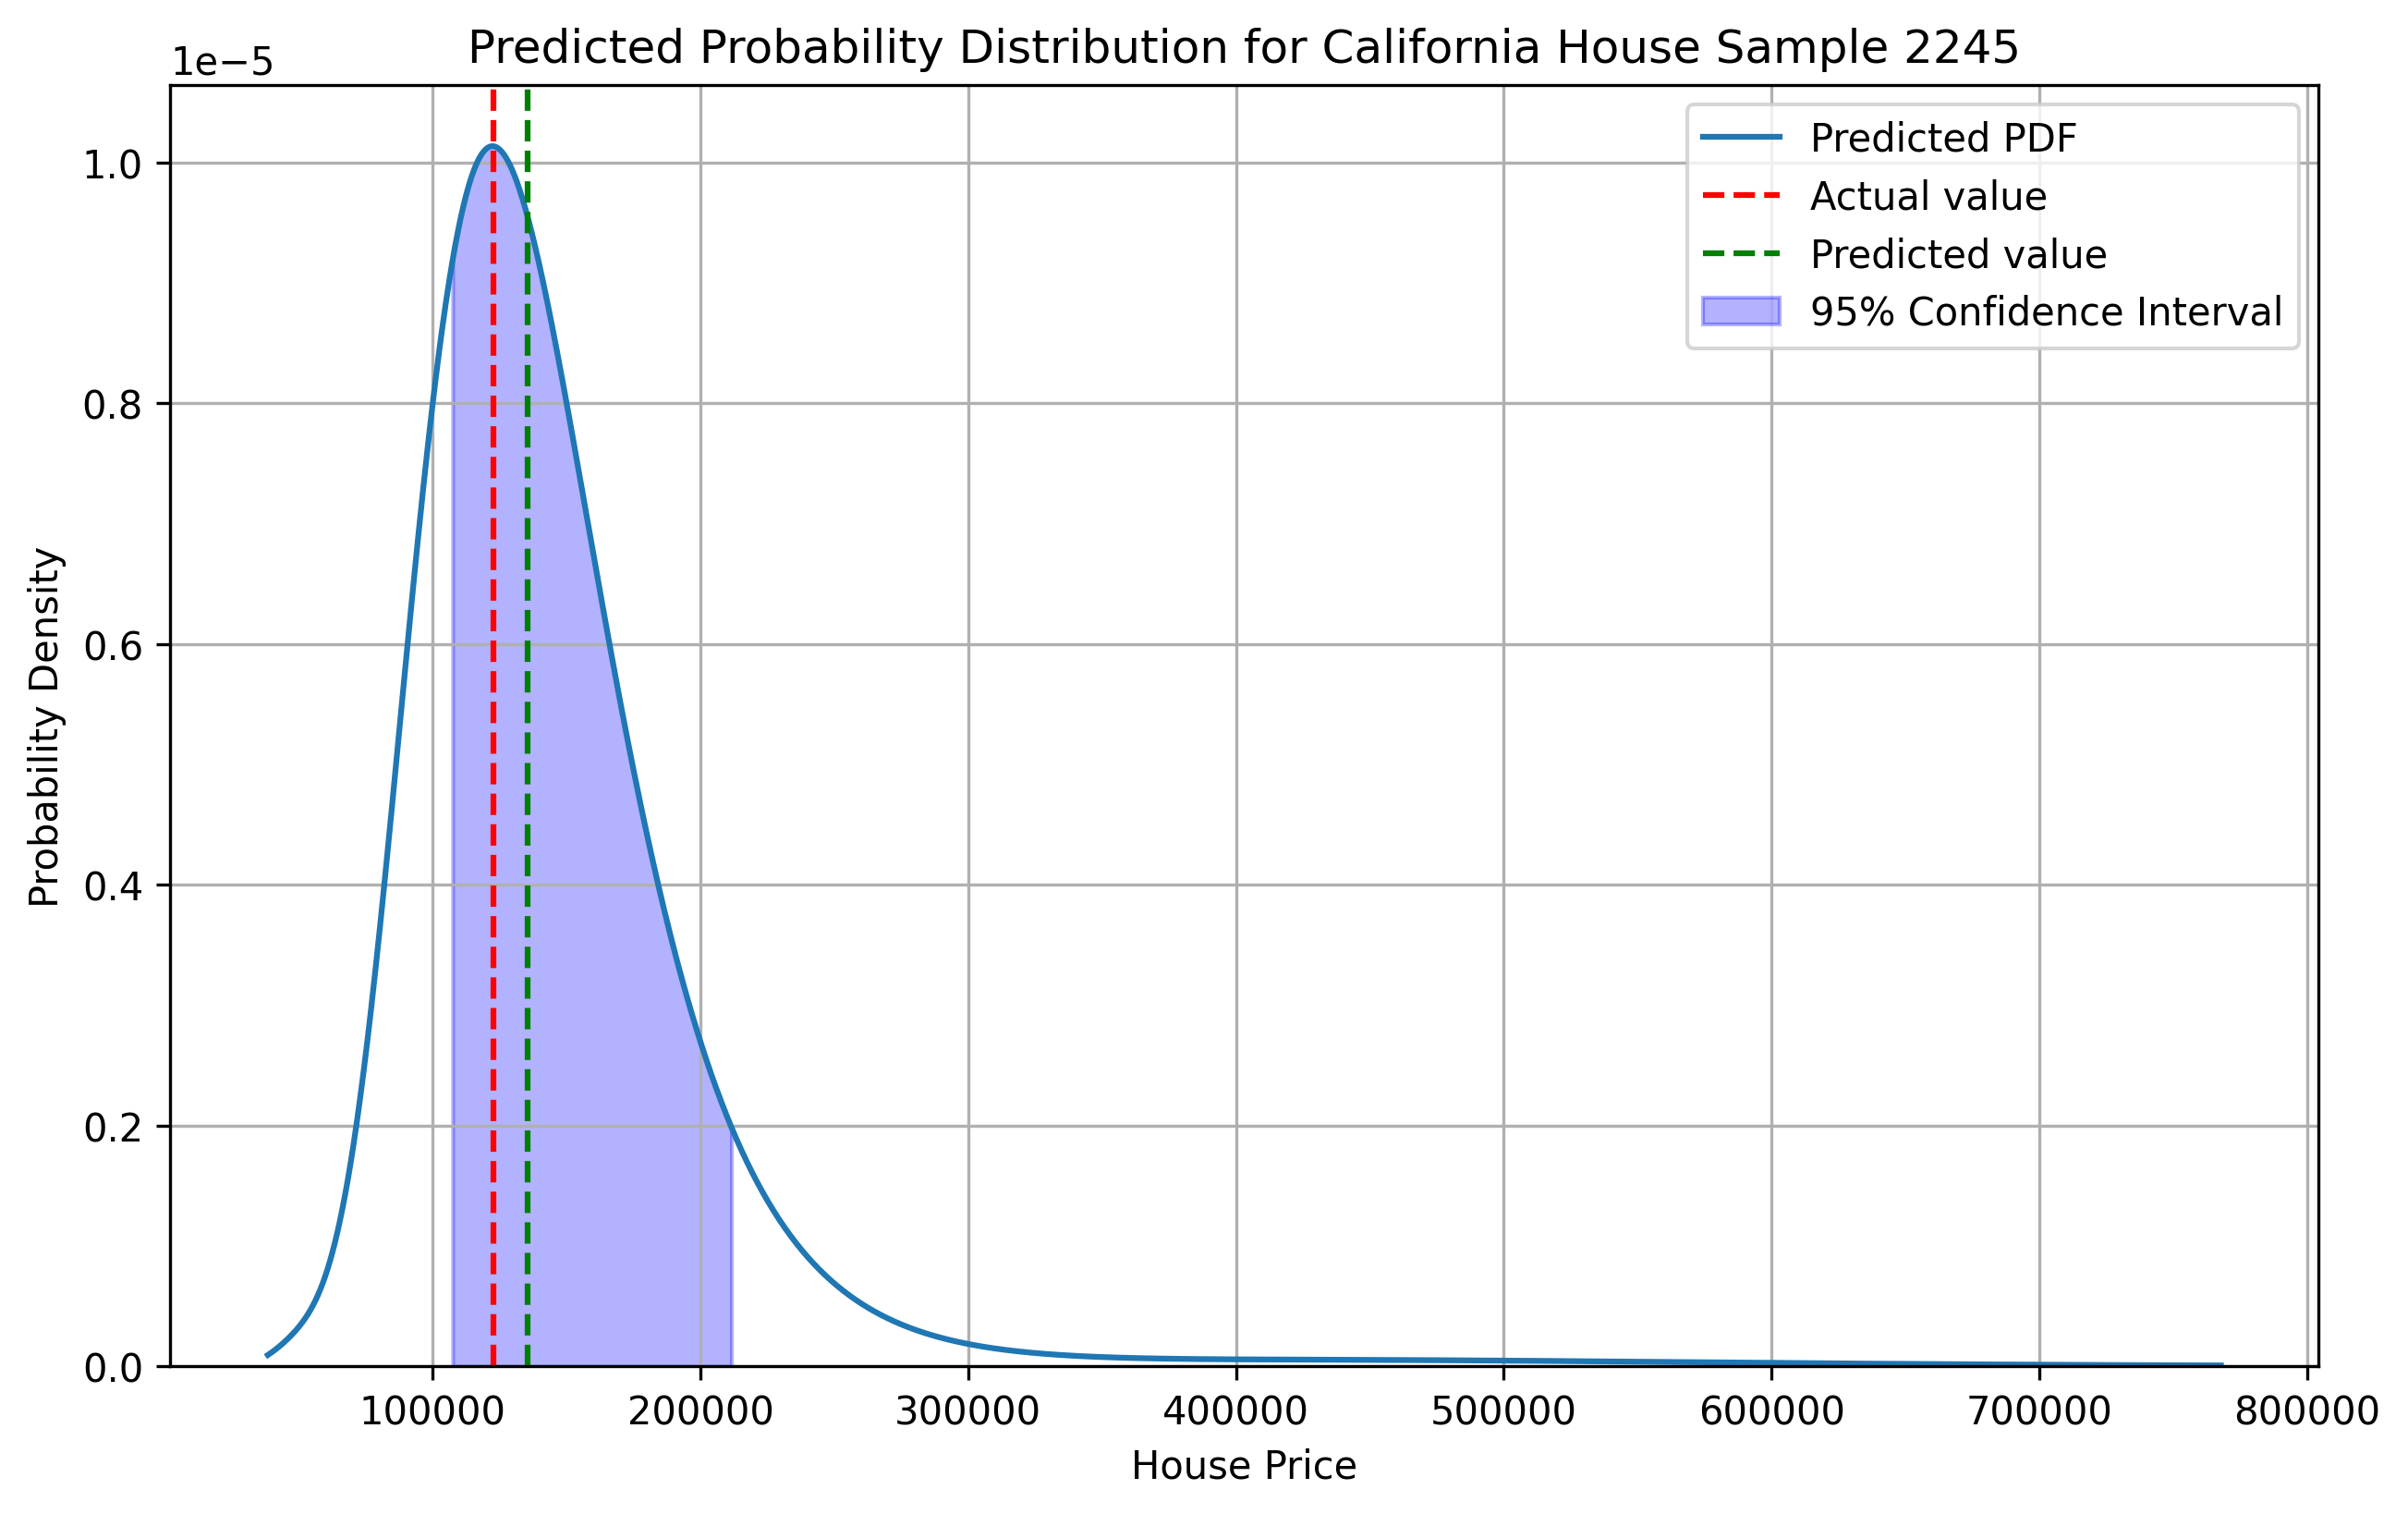 Predicted Probability Distribution for California House Sample 2245
1e−5
Predicted PDF
Actual value
Predicted value
95% Confidence Interval
1.0
0.8
0.6
0.4
0.2
0.0
Probability Density
100000 200000 300000 400000 500000 600000 700000 800000
House Price